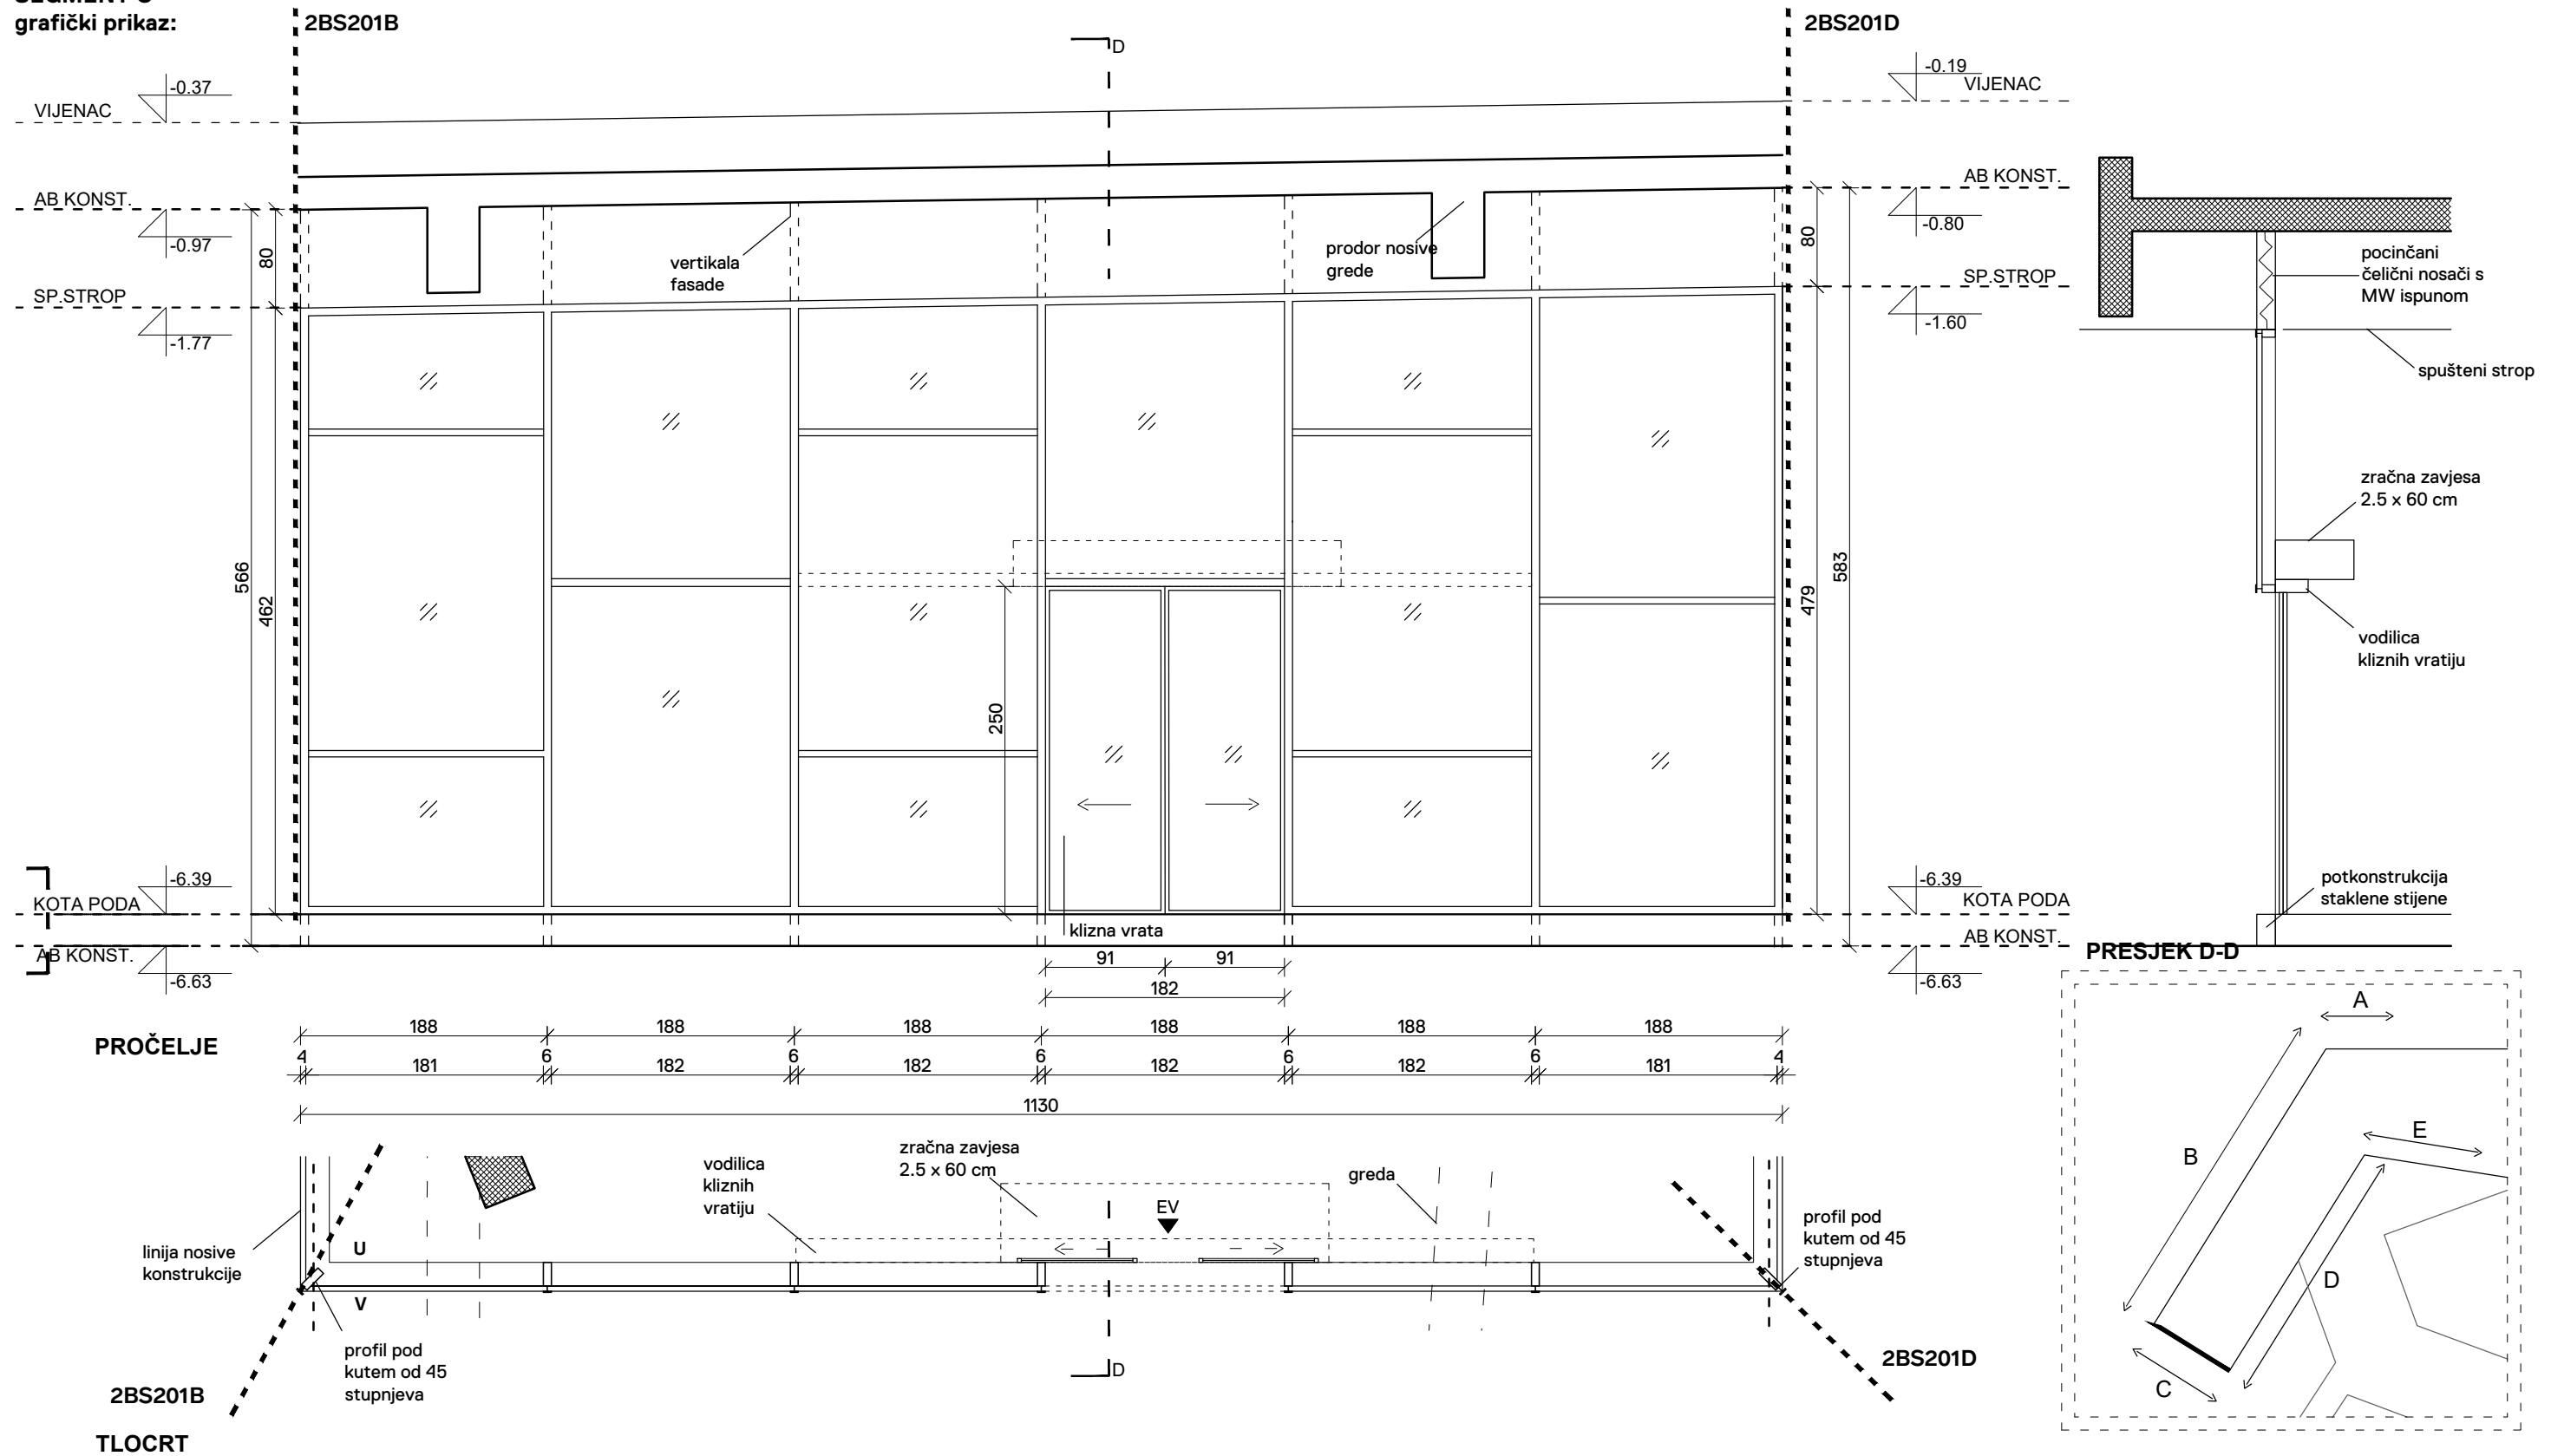 grafički prikaz:
2BS201B
2BS201D
D
-0.37
VIJENAC
-0.19
VIJENAC
AB KONST.
-0.97
80
SP.STROP
-1.77
vertikala
fasade
prodor nosive
grede
80
AB KONST.
-0.80
SP.STROP
-1.60
pocinčani
čelični nosači s
MW ispunom
spušteni strop
zračna zavjesa
2.5 x 60 cm
vodilica
kliznih vratiju
potkonstrukcija
staklene stijene
PRESJEK D-D
566
462
250
479
583
-6.39
KOTA PODA
AB KONST.
-6.63
klizna vrata
-6.39
KOTA PODA
AB KONST.
-6.63
91
91
182
PROČELJE
188
188
188
188
188
188
4
6
6
6
6
6
4
181
182
182
182
182
181
1130
vodilica
kliznih
vratiju
zračna zavjesa
2.5 x 60 cm
EV
greda
linija nosive
konstrukcije
U
V
profil pod
kutem od 45
stupnjeva
profil pod
kutem od 45
stupnjeva
D
2BS201B
2BS201D
TLOCRT
A
B
C
D
E